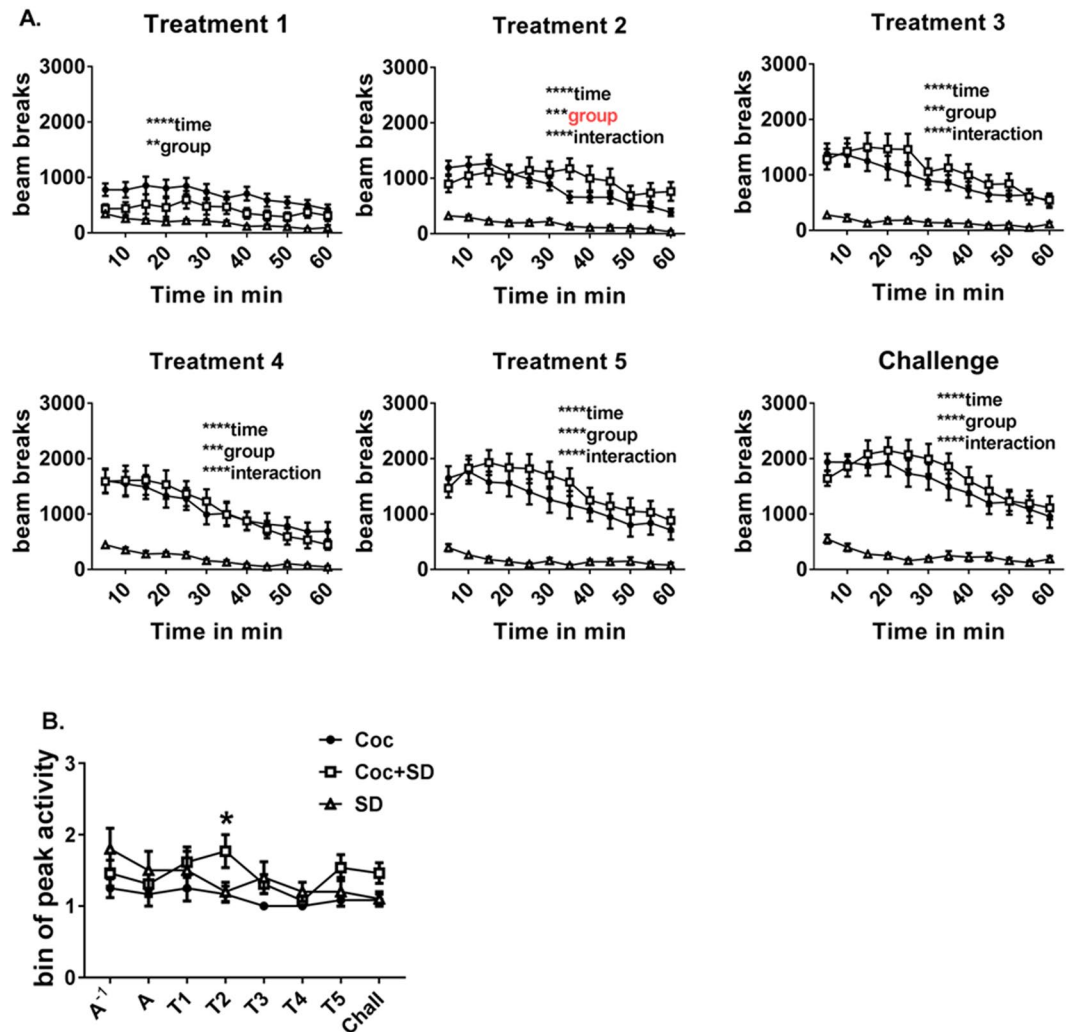 A.
Treatment 1
beam breaks
3000
2000
1000
0
****time
**group
10 20 30 40 50 60
Time in min
Treatment 2
beam breaks
3000
2000
1000
0
****time
***group
****interaction
10 20 30 40 50 60
Time in min
Treatment 3
beam breaks
3000
2000
1000
0
****time
***group
****interaction
10 20 30 40 50 60
Time in min
Treatment 4
beam breaks
3000
2000
1000
0
****time
***group
****interaction
10 20 30 40 50 60
Time in min
Treatment 5
beam breaks
3000
2000
1000
0
****time
****group
****interaction
10 20 30 40 50 60
Time in min
Challenge
beam breaks
3000
2000
1000
0
****time
****group
****interaction
10 20 30 40 50 60
Time in min
B.
bin of peak activity
3
2
1
0
Coc
Coc+SD
SD
*
A⁻¹ A T1 T2 T3 T4 T5 Chall